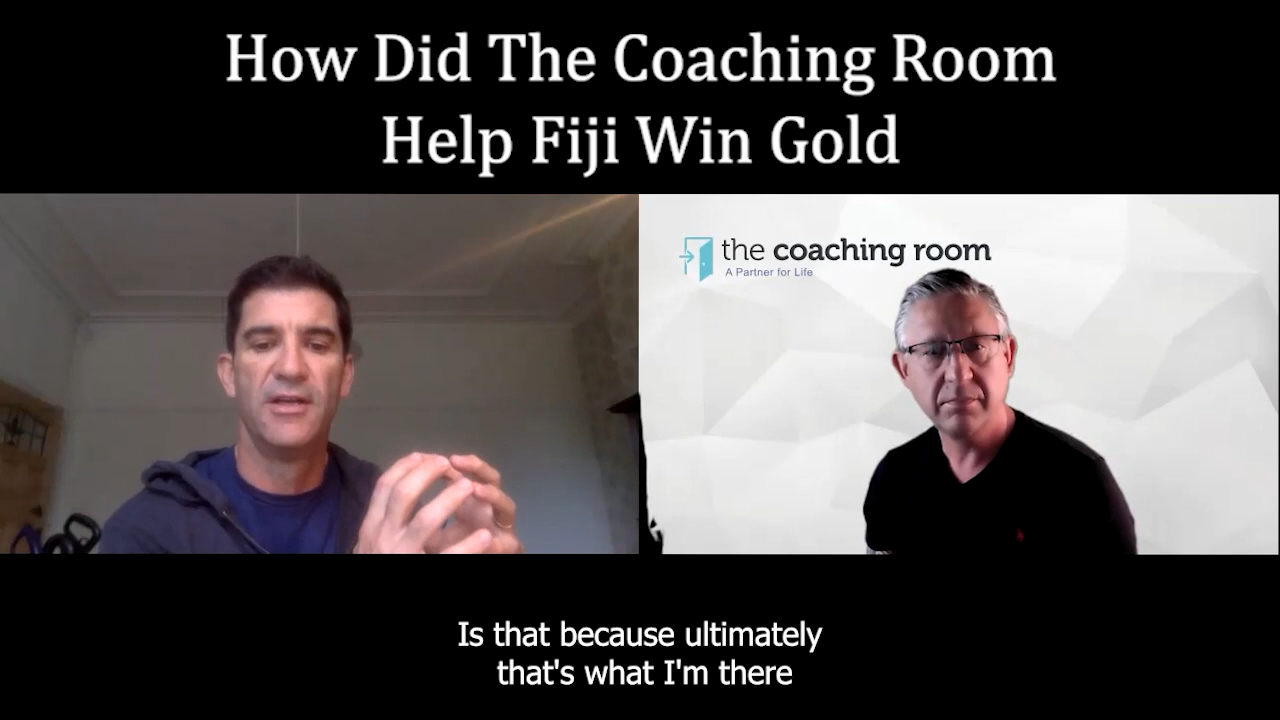 How Did The Coaching Room
Help Fiji Win Gold
the coaching room
A Partner for Life
Is that because ultimately
that's what I'm there